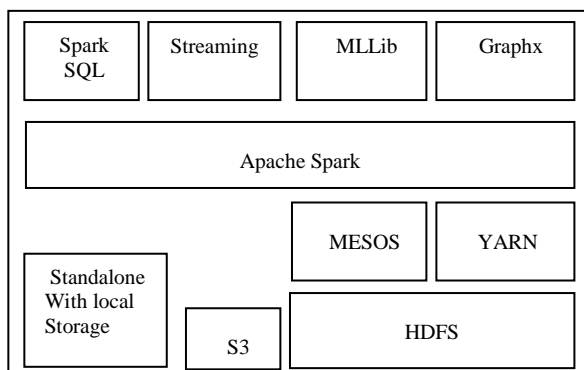 Spark
SQL
Streaming
MLLib
Graphx
Apache Spark
MESOS
YARN
Standalone
With local
Storage
S3
HDFS